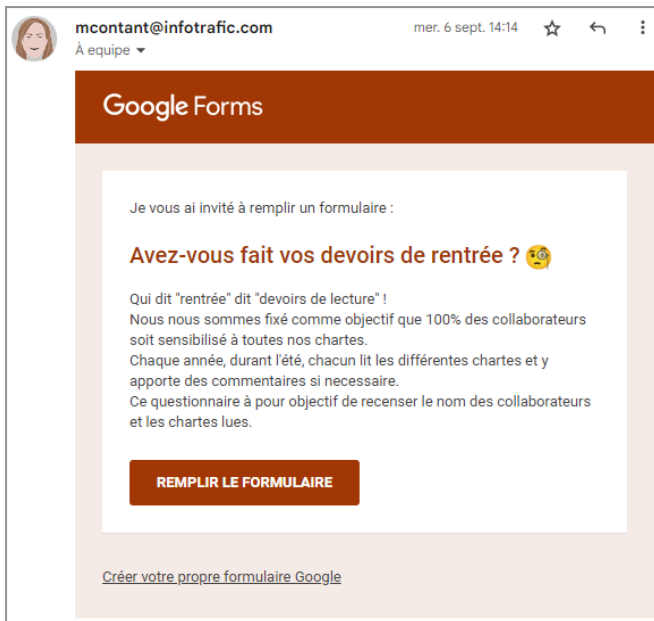 mcontant@infotrafic.com mer. 6 sept. 14:14
À equipe
Google Forms
Je vous ai invité à remplir un formulaire :
Avez-vous fait vos devoirs de rentrée ? 🧐
Qui dit "rentrée" dit "devoirs de lecture" !
Nous nous sommes fixé comme objectif que 100% des collaborateurs
soit sensibilisé à toutes nos chartes.
Chaque année, durant l'été, chacun lit les différentes chartes et y
apporte des commentaires si necessaire.
Ce questionnaire à pour objectif de recenser le nom des collaborateurs
et les chartes lues.
REMPLIR LE FORMULAIRE
Créer votre propre formulaire Google